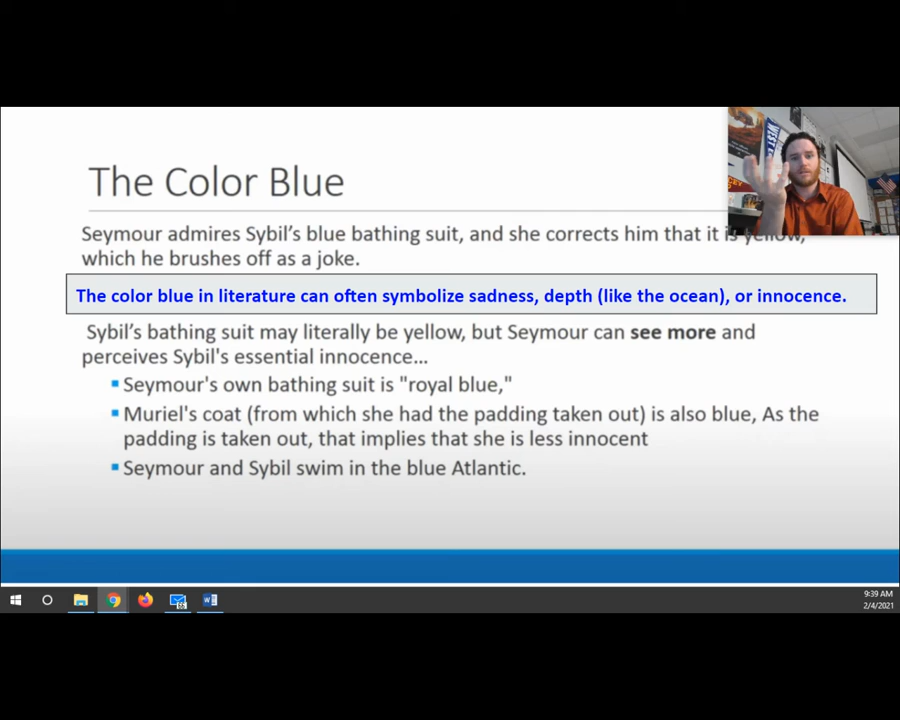 The Color Blue
Seymour admires Sybil's blue bathing suit, and she corrects him that it is yellow,
which he brushes off as a joke.
The color blue in literature can often symbolize sadness, depth (like the ocean), or innocence.
Sybil's bathing suit may literally be yellow, but Seymour can see more and
perceives Sybil's essential innocence…
Seymour's own bathing suit is "royal blue,"
Muriel's coat (from which she had the padding taken out) is also blue, As the
padding is taken out, that implies that she is less innocent
Seymour and Sybil swim in the blue Atlantic.
9:39 AM
2/4/2021